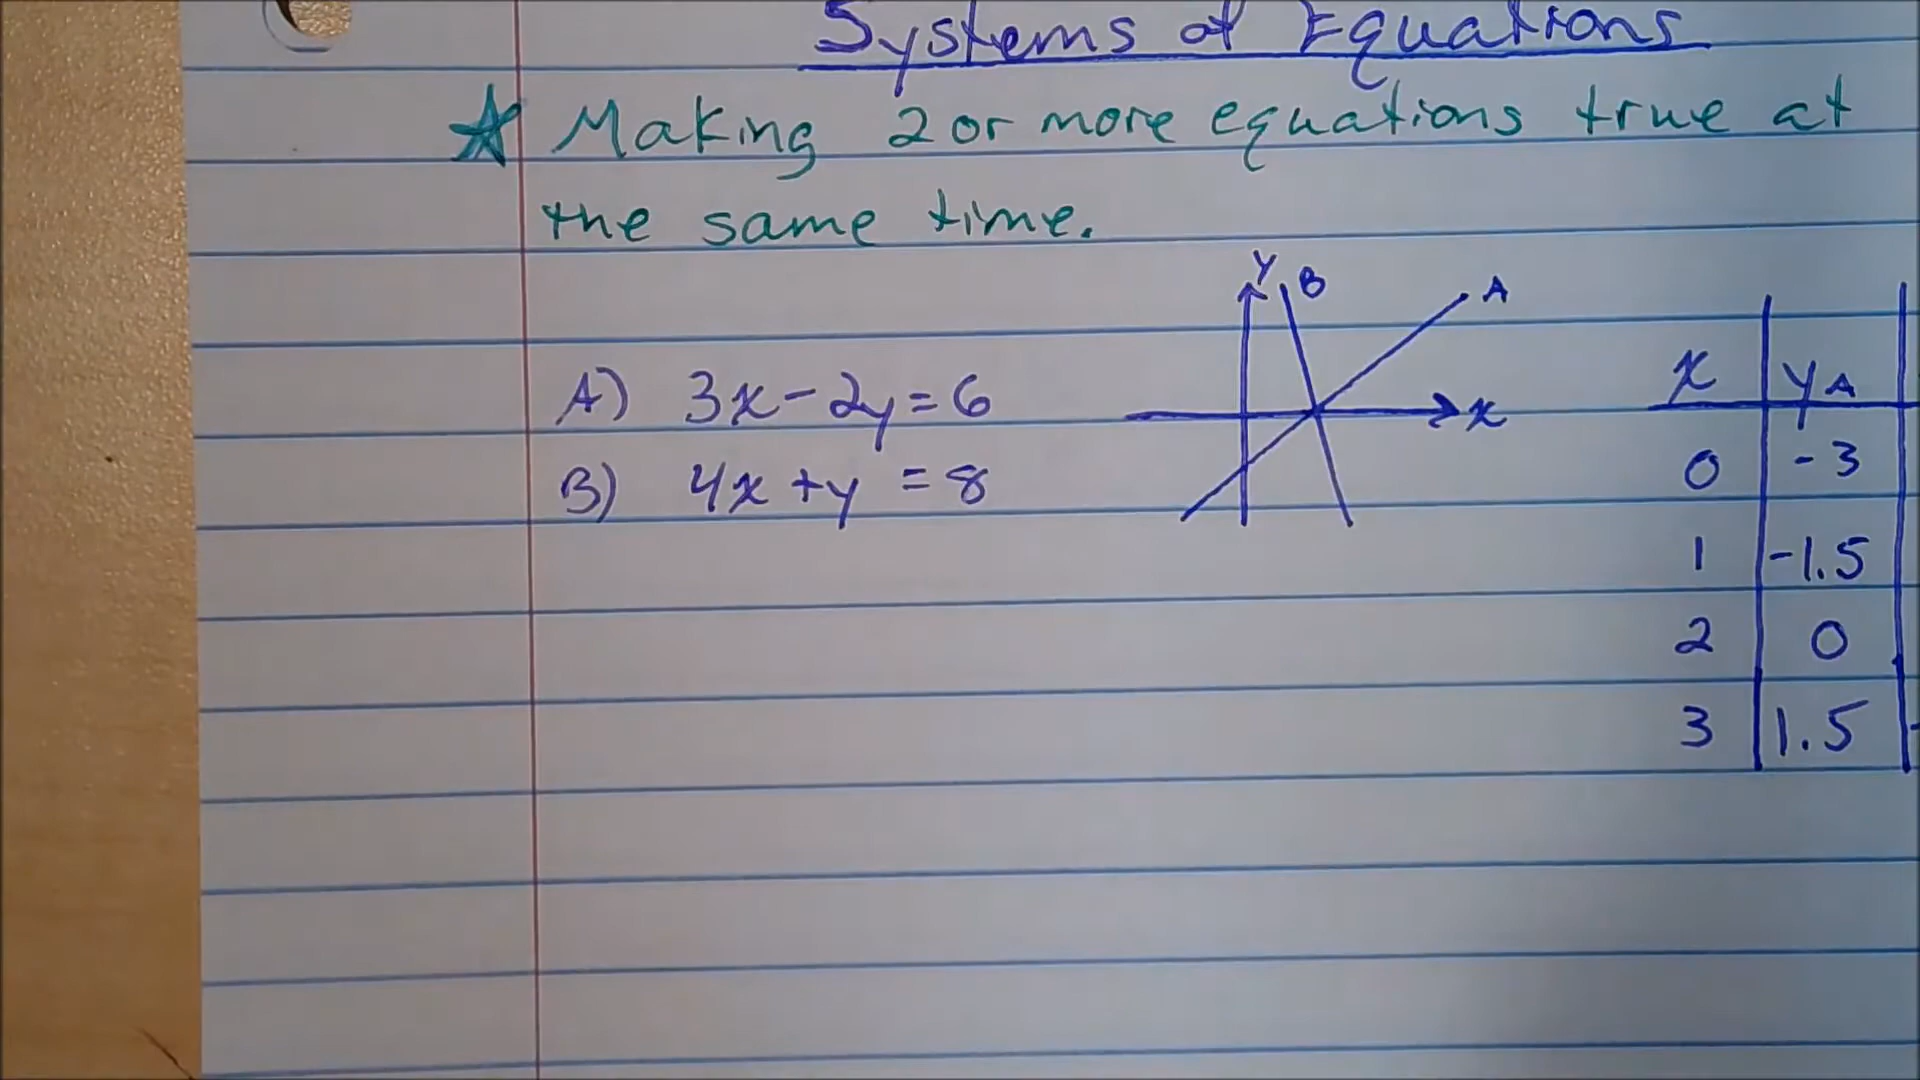 Systems of Equations
Making 2 or more equations true at
the same time.
A) 3x-2y=6
B) 4x+y=8
y B A
x
x yA
0 -3
1 -1.5
2 0
3 1.5